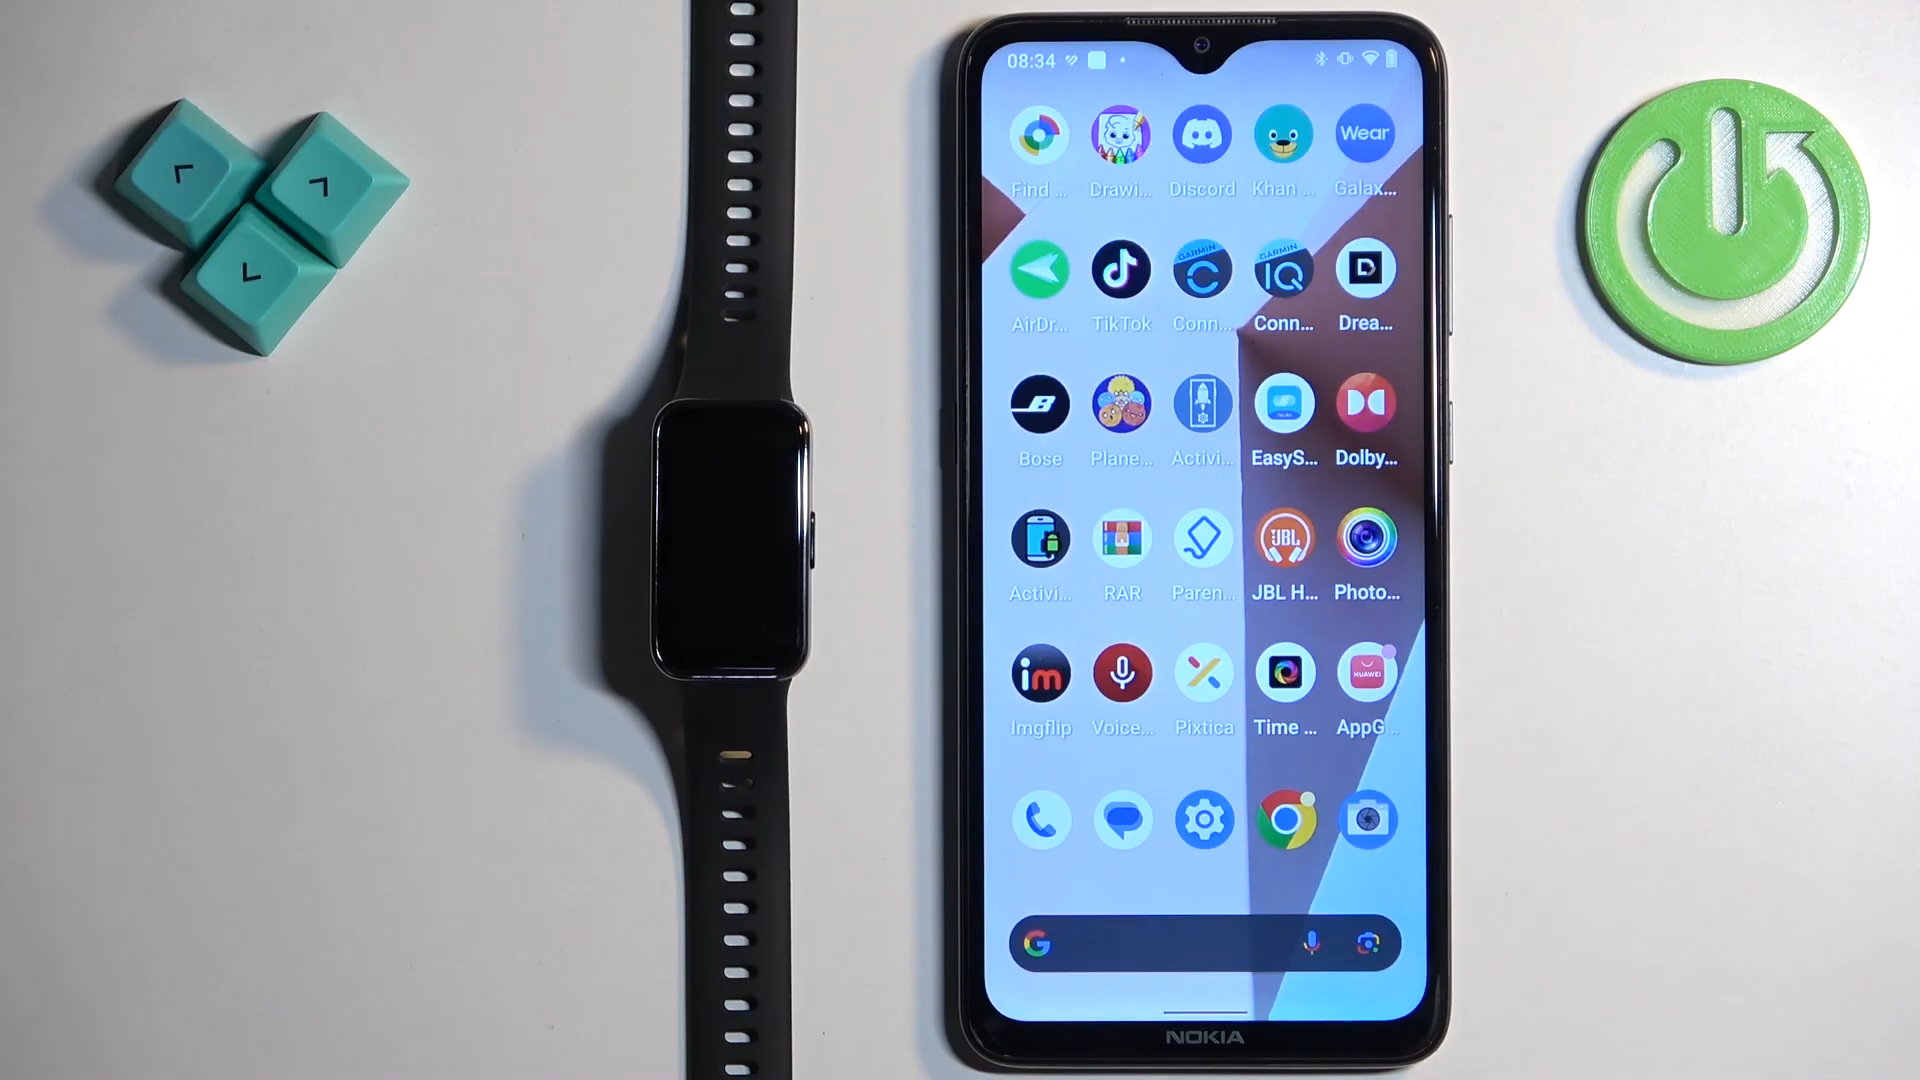 08:34
Wear
Find ... Drawi... Discord Khan ... Galax...
GARMIN GARMIN
IQ
AirDr... TikTok Conn... Conn... Drea...
B
Bose Plane... Activi... EasyS... Dolby...
JBL
Activi... RAR Paren... JBL H... Photo...
im HUAWEI
Imgflip Voice... Pixtica Time ... AppG...
G
NOKIA